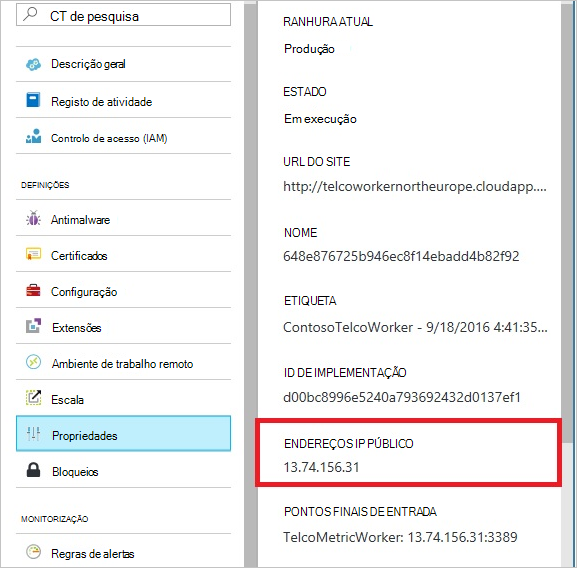 CT de pesquisa
Descrição geral
Registo de atividade
Controlo de acesso (IAM)
DEFINIÇÕES
Antimalware
Certificados
Configuração
Extensões
Ambiente de trabalho remoto
Escala
Propriedades
Bloqueios
MONITORIZAÇÃO
Regras de alertas
RANHURA ATUAL
Produção
ESTADO
Em execução
URL DO SITE
http://telcoworkernortheurope.cloudapp....
NOME
648e876725b946ec8f14ebadd4b82f92
ETIQUETA
ContosoTelcoWorker - 9/18/2016 4:41:35...
ID DE IMPLEMENTAÇÃO
d00bc8996e5240a793692432d0137ef1
ENDEREÇOS IP PÚBLICO
13.74.156.31
PONTOS FINAIS DE ENTRADA
TelcoMetricWorker: 13.74.156.31:3389